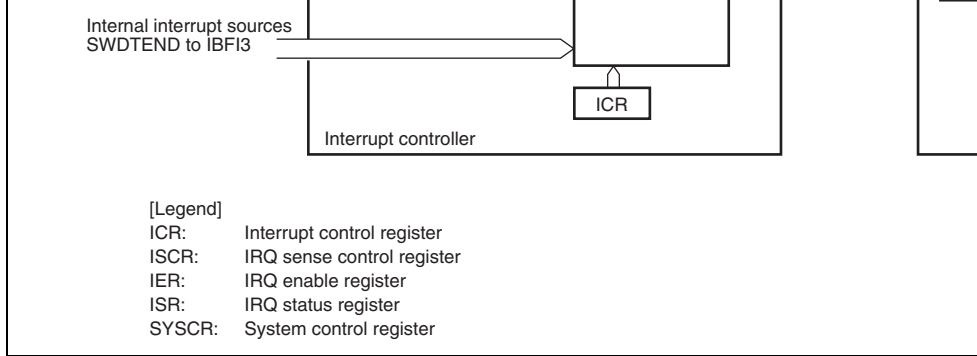 Internal interrupt sources
SWDTEND to IBFI3
ICR
Interrupt controller
[Legend]
ICR: Interrupt control register
ISCR: IRQ sense control register
IER: IRQ enable register
ISR: IRQ status register
SYSCR: System control register